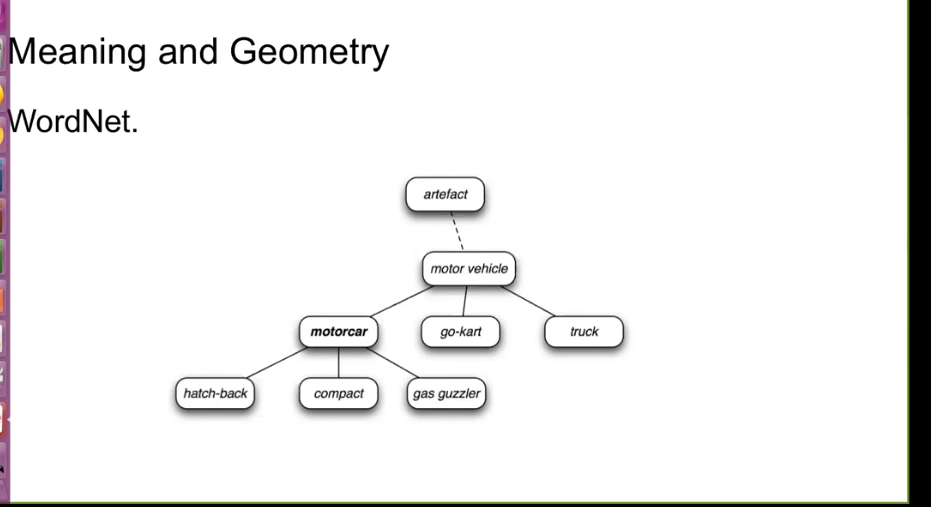 Meaning and Geometry
WordNet.
artefact
motor vehicle
motorcar
go-kart
truck
hatch-back
compact
gas guzzler